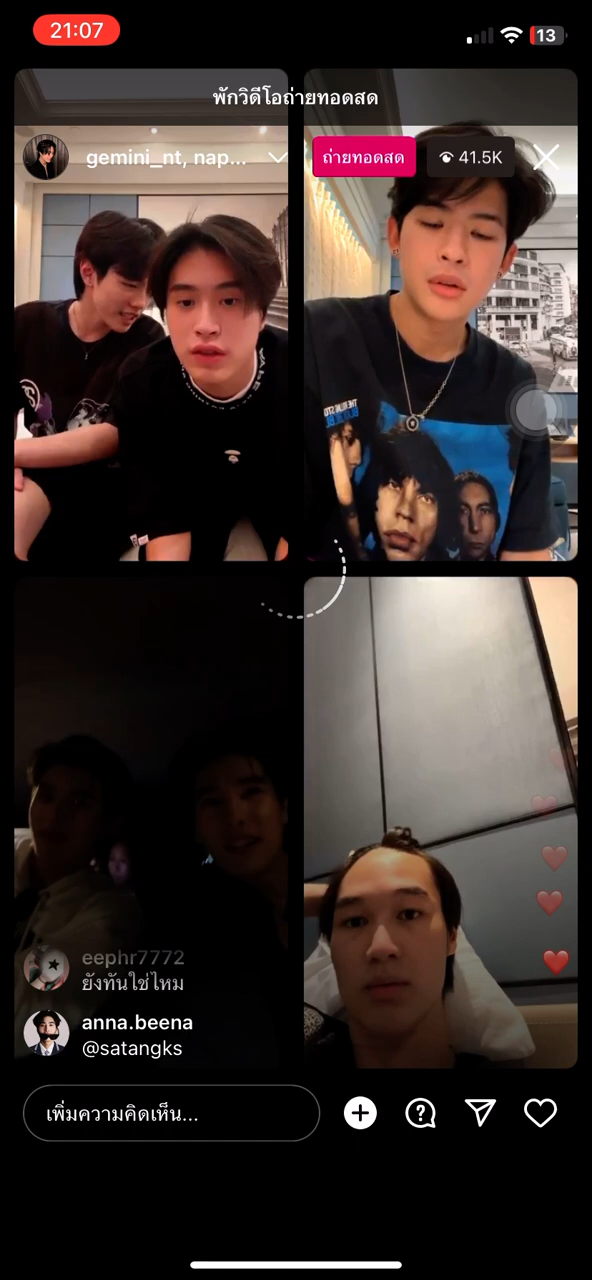 21:07
13
พักวิดีโอถ่ายทอดสด
gemini_nt, nap...
ถ่ายทอดสด
41.5K
eephr7772
ยังทันใช่ไหม
anna.beena
@satangks
เพิ่มความคิดเห็น...